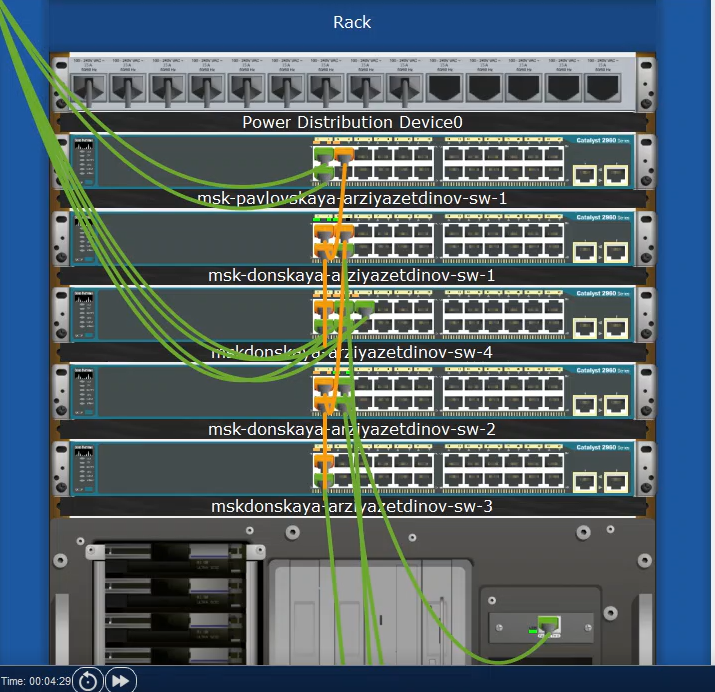 Rack
Power Distribution Device0
Catalyst 2960 Series
msk-pavlovskaya-arziyazetdinov-sw-1
Catalyst 2960 Series
msk-donskaya-arziyazetdinov-sw-1
Catalyst 2960 Series
mskdonskaya-arziyazetdinov-sw-4
Catalyst 2960 Series
msk-donskaya-arziyazetdinov-sw-2
Catalyst 2960 Series
mskdonskaya-arziyazetdinov-sw-3
Time: 00:04:29